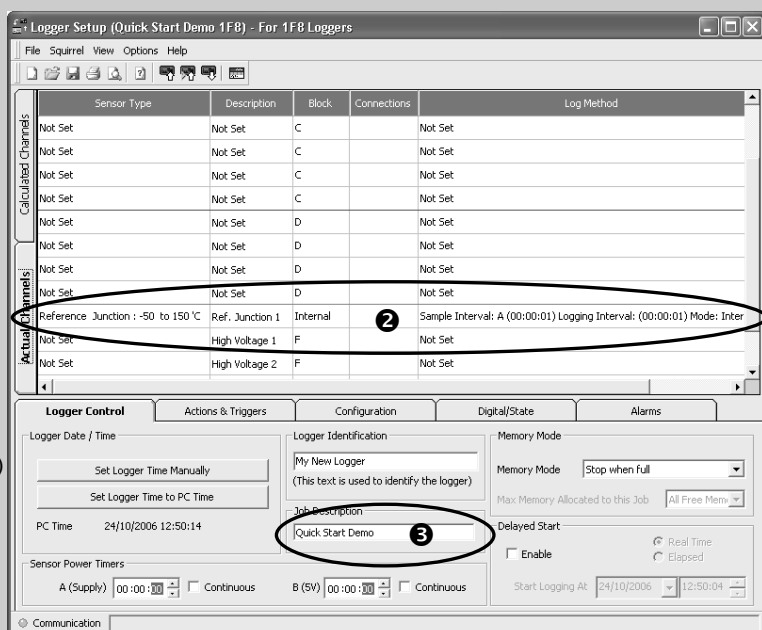 Logger Setup (Quick Start Demo 1F8) - For 1F8 Loggers
File Squirrel View Options Help
Sensor Type Description Block Connections Log Method
Not Set Not Set C Not Set
Not Set Not Set C Not Set
Not Set Not Set C Not Set
Not Set Not Set C Not Set
Not Set Not Set D Not Set
Not Set Not Set D Not Set
Not Set Not Set D Not Set
Not Set Not Set D Not Set
Reference Junction : -50 to 150 'C Ref. Junction 1 Internal ❷ Sample Interval: A (00:00:01) Logging Interval: (00:00:01) Mode: Inter
Not Set High Voltage 1 F Not Set
Not Set High Voltage 2 F Not Set
Calculated Channels
Actual Channels
Logger Control Actions & Triggers Configuration Digital/State Alarms
Logger Date / Time
Set Logger Time Manually
Set Logger Time to PC Time
PC Time 24/10/2006 12:50:14
Logger Identification
My New Logger
(This text is used to identify the logger)
Job Description
Quick Start Demo ❸
Memory Mode
Memory Mode Stop when full
Max Memory Allocated to this Job All Free Mem
Delayed Start
Enable
Real Time
Elapsed
Start Logging At 24/10/2006 12:50:04
Sensor Power Timers
A (Supply) 00:00:00 Continuous B (5V) 00:00:00 Continuous
Communication